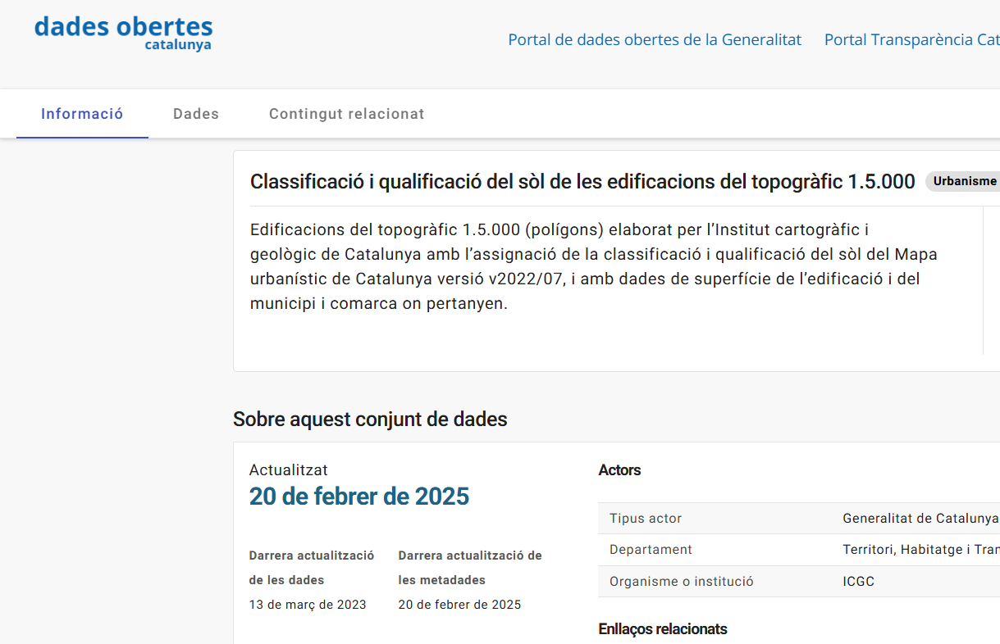 dades obertes
catalunya
Portal de dades obertes de la Generalitat
Portal Transparència Cat
Informació
Dades
Contingut relacionat
Classificació i qualificació del sòl de les edificacions del topogràfic 1.5.000
Urbanisme
Edificacions del topogràfic 1.5.000 (polígons) elaborat per l’Institut cartogràfic i
geològic de Catalunya amb l’assignació de la classificació i qualificació del sòl del Mapa
urbanístic de Catalunya versió v2022/07, i amb dades de superfície de l’edificació i del
municipi i comarca on pertanyen.
Sobre aquest conjunt de dades
Actualitzat
20 de febrer de 2025
Darrera actualització
de les dades
13 de març de 2023
Darrera actualització de
les metadades
20 de febrer de 2025
Actors
Tipus actor
Generalitat de Catalunya
Departament
Territori, Habitatge i Tran
Organisme o institució
ICGC
Enllaços relacionats